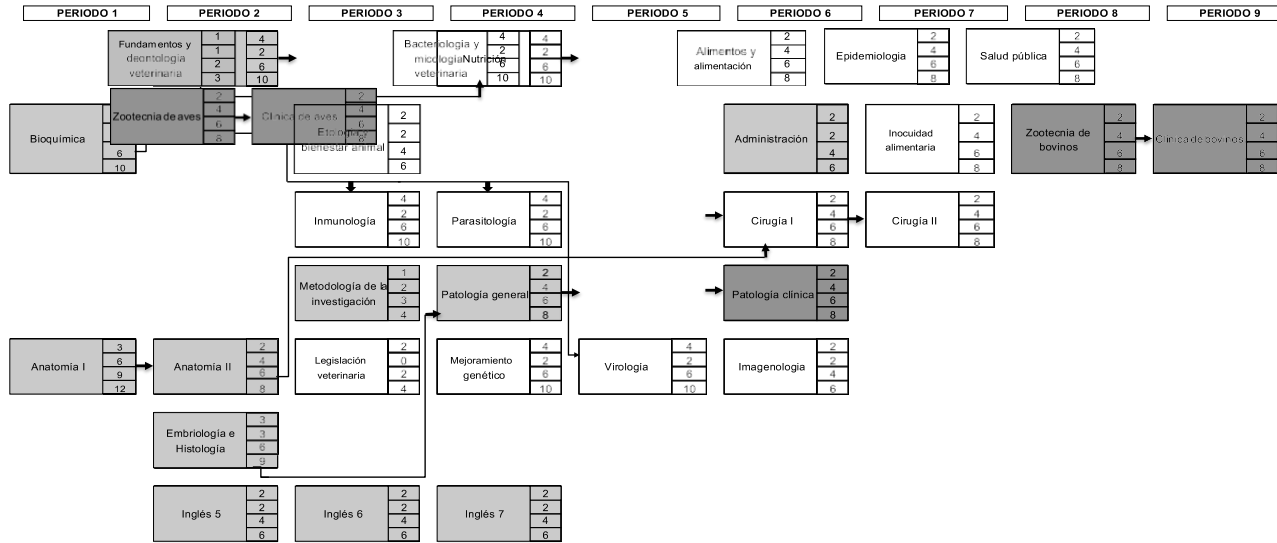 PERIODO 1
PERIODO 2
PERIODO 3
PERIODO 4
PERIODO 5
PERIODO 6
PERIODO 7
PERIODO 8
PERIODO 9
Fundamentos y
deontología
veterinaria
1
1
2
3
4
2
6
10
Bacteriología y
micología
veterinaria
Nutrición
4
2
6
10
4
2
6
10
Alimentos y
alimentación
2
4
6
8
Epidemiología
2
4
6
8
Salud pública
2
4
6
8
Bioquímica
6
10
Zootecnia de aves
2
4
6
8
Clínica de aves
2
4
6
8
Etología y
bienestar animal
2
2
4
6
Administración
2
2
4
6
Inocuidad
alimentaria
2
4
6
8
Zootecnia de
bovinos
2
4
6
8
Clínica de bovinos
2
4
6
8
Inmunología
4
2
6
10
Parasitología
4
2
6
10
Cirugía I
2
4
6
8
Cirugía II
2
4
6
8
Metodología de la
investigación
1
2
3
4
Patología general
2
4
6
8
Patología clínica
2
4
6
8
Anatomía I
3
6
9
12
Anatomía II
2
4
6
8
Legislación
veterinaria
2
0
2
4
Mejoramiento
genético
4
2
6
10
Virología
4
2
6
10
Imagenologia
2
4
6
8
Embriología e
Histología
3
3
6
9
Inglés 5
2
2
4
6
Inglés 6
2
2
4
6
Inglés 7
2
2
4
6